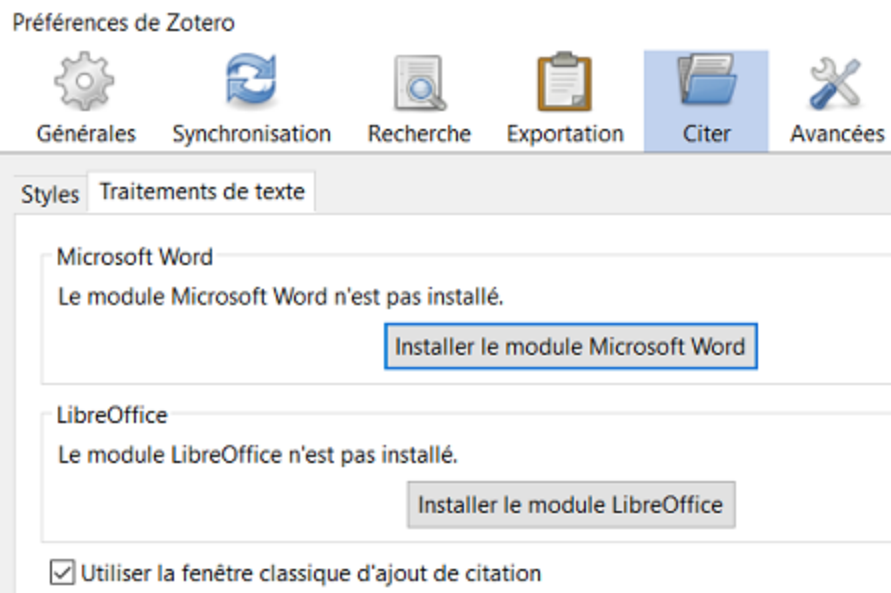 Préférences de Zotero
Générales Synchronisation Recherche Exportation Citer Avancées
Styles Traitements de texte
Microsoft Word
Le module Microsoft Word n'est pas installé.
Installer le module Microsoft Word
LibreOffice
Le module LibreOffice n'est pas installé.
Installer le module LibreOffice
Utiliser la fenêtre classique d'ajout de citation